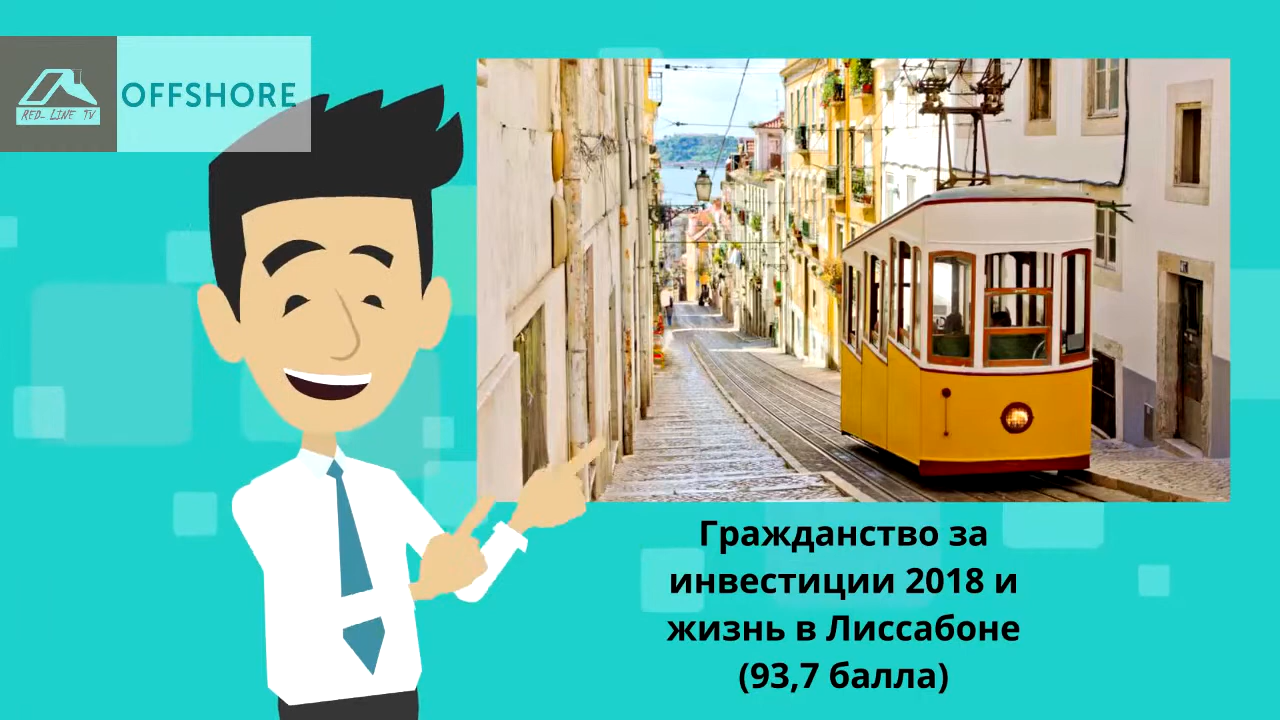 OFFSHORE
RED LINE TV
Гражданство за
инвестиции 2018 и
жизнь в Лиссабоне
(93,7 балла)